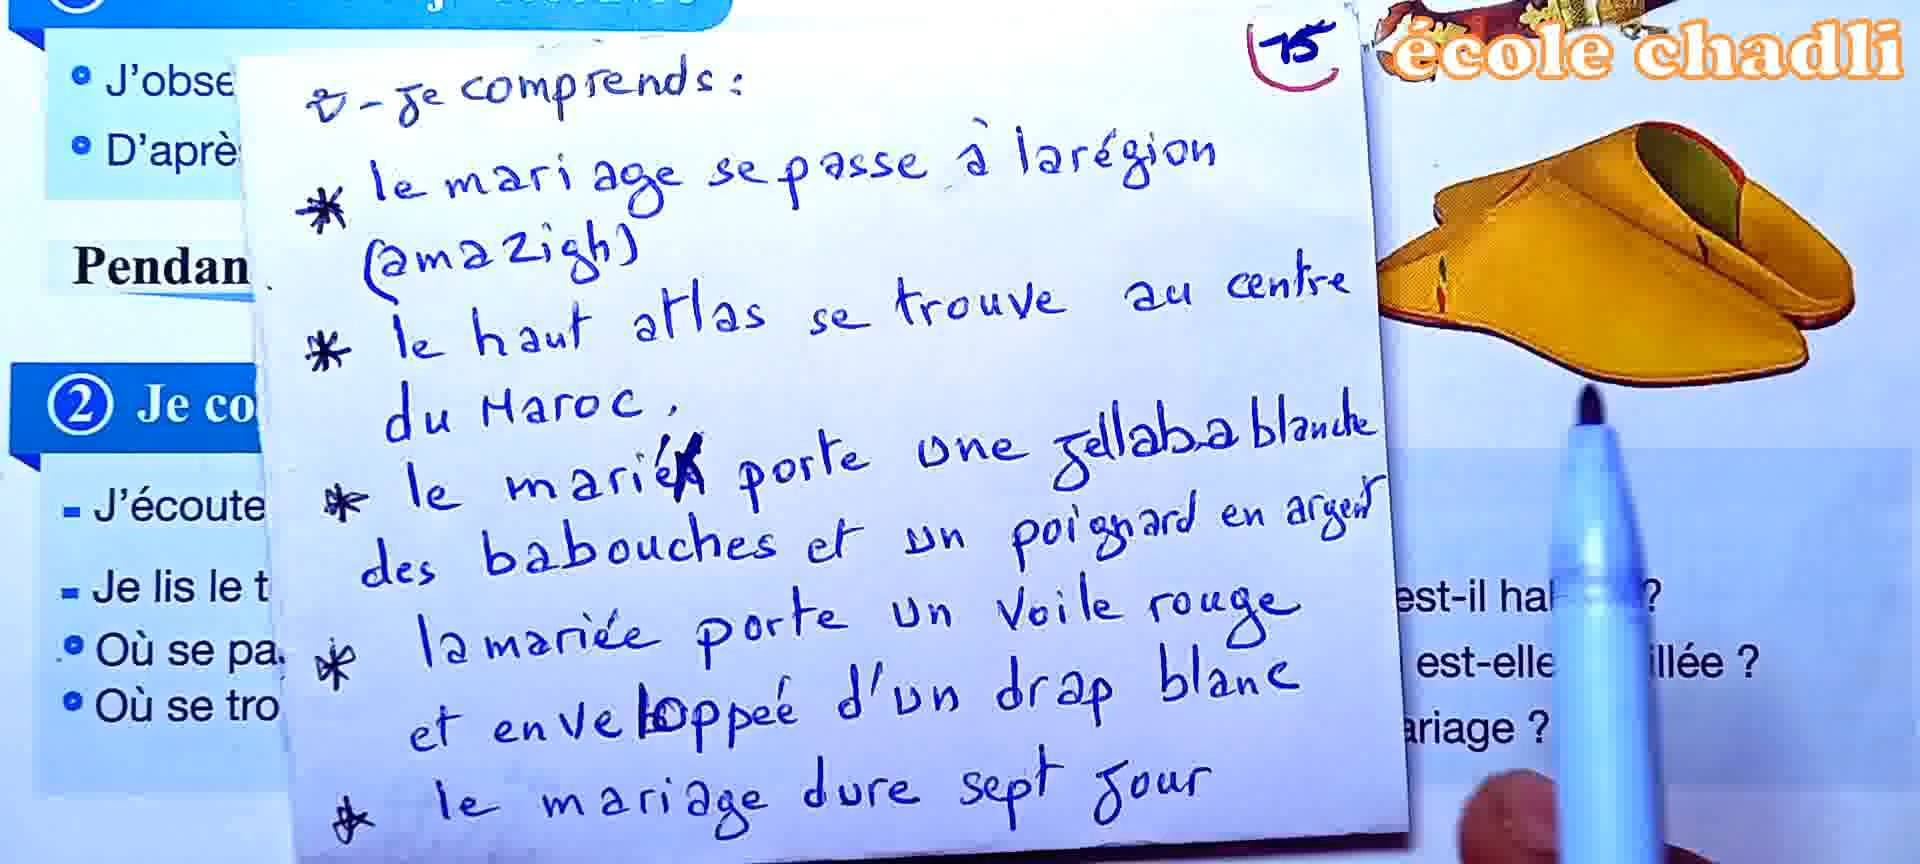 école chadli
75
J'obse
D'aprè
Pendan
2 Je co
J'écoute
Je lis le t
Où se pa
Où se tro
- Je comprends :
le mariage se passe à la région
(amazigh)
le haut atlas se trouve au centre
du Maroc.
le marié porte une jellaba blanche
des babouches et un poignard en argent
la mariée porte un voile rouge
et enveloppeé d'un drap blanc
le mariage dure sept jour
est-il ha ?
est-elle illée ?
ariage ?